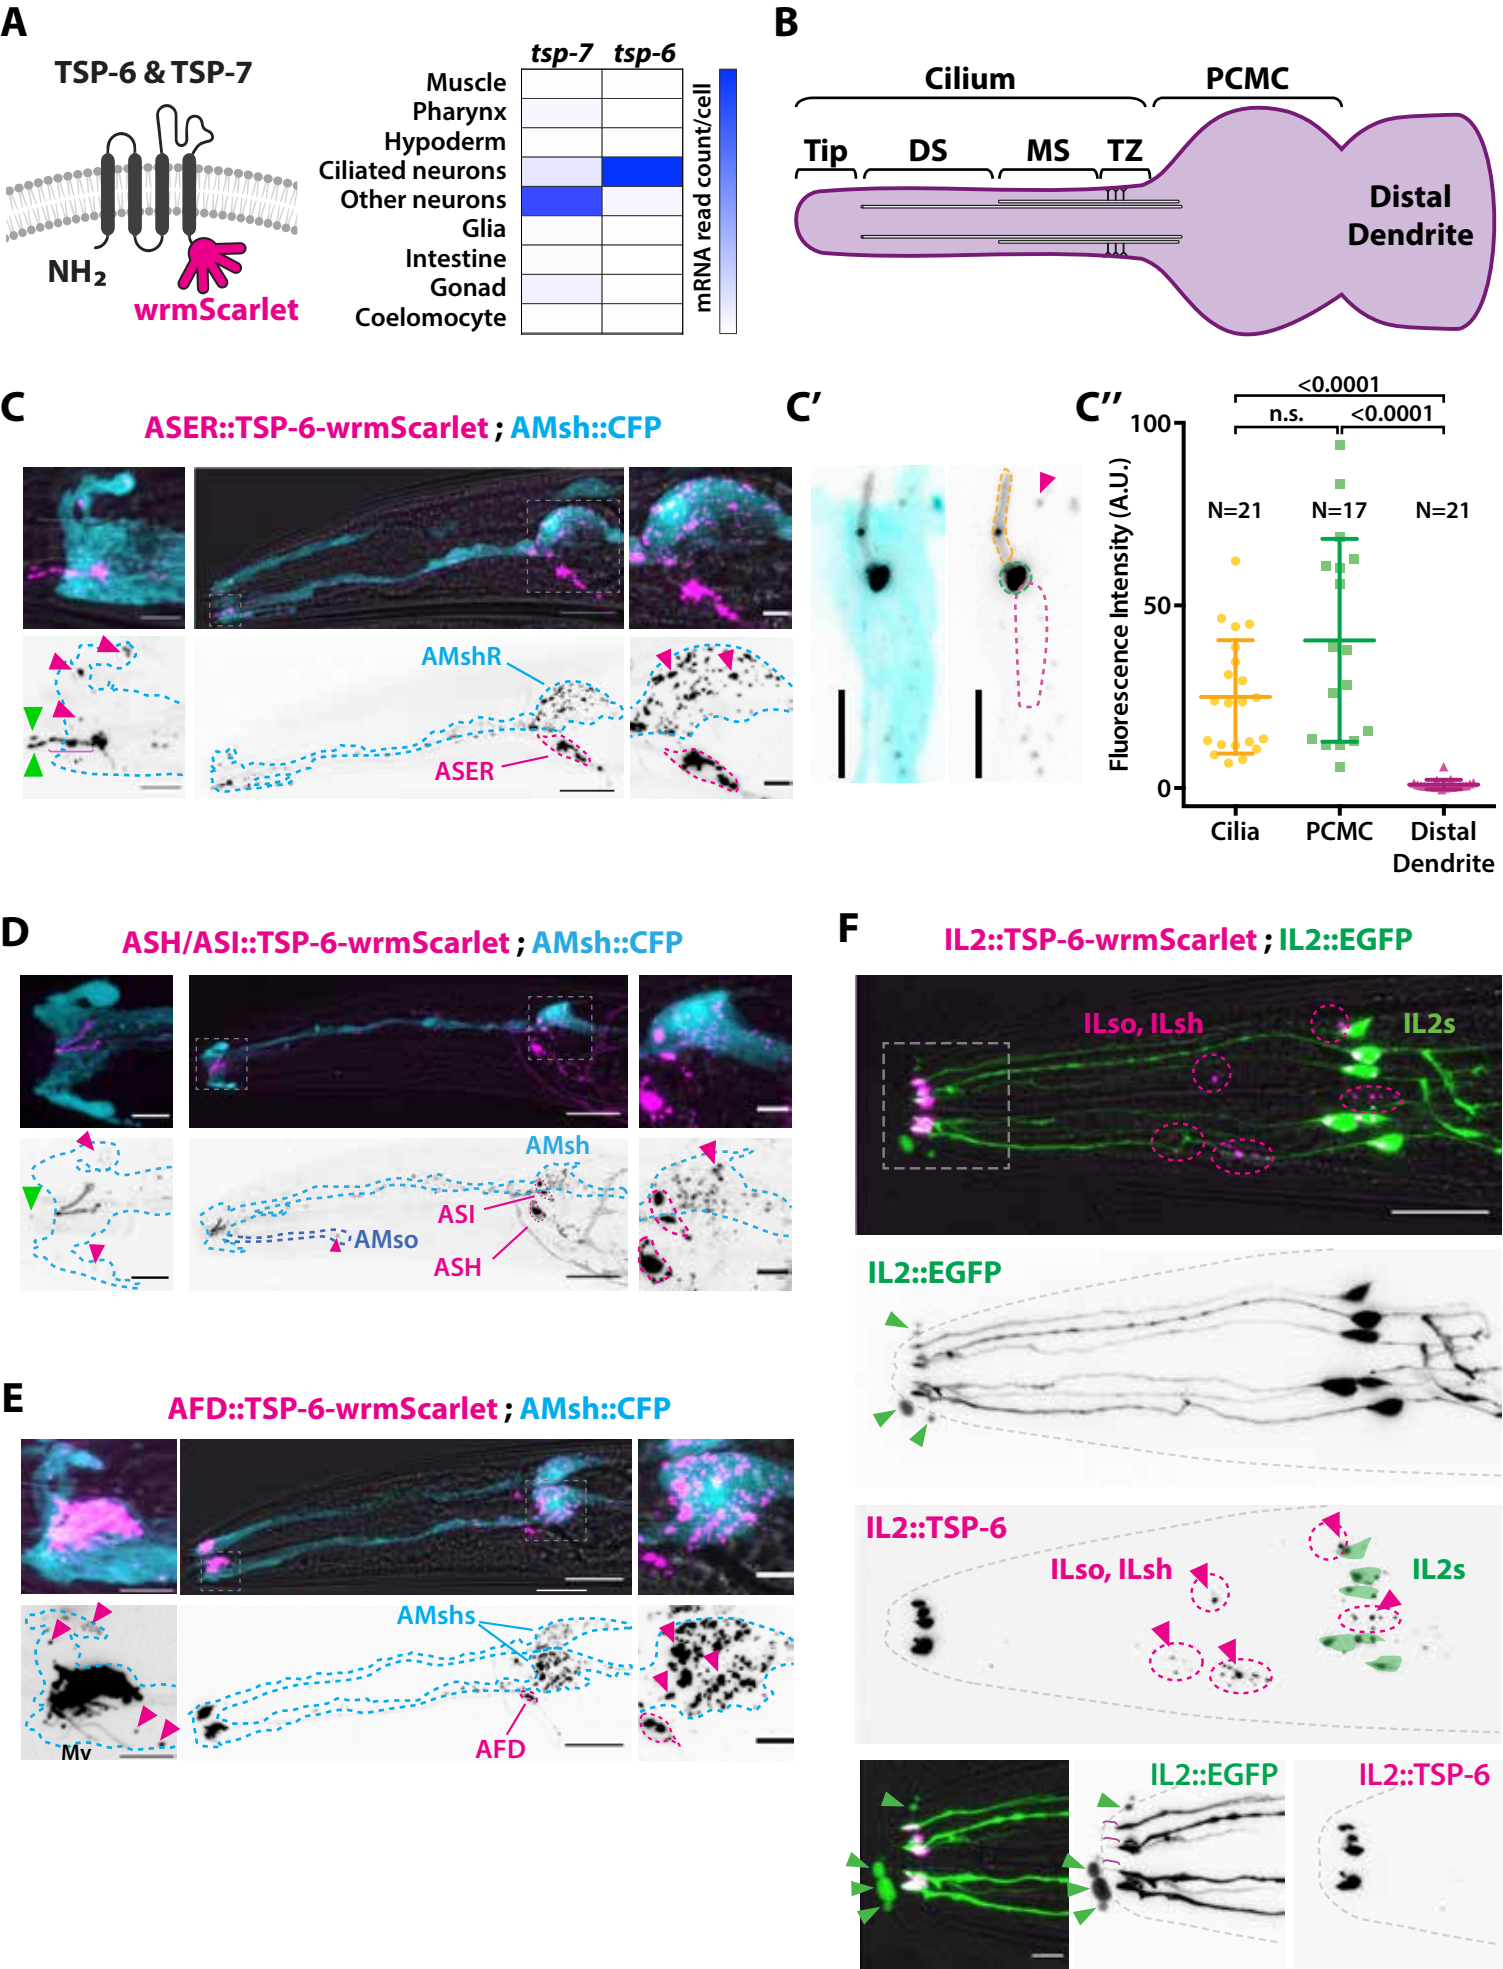 A
TSP-6 & TSP-7
NH₂
wrmScarlet
tsp-7 tsp-6
Muscle
Pharynx
Hypoderm
Ciliated neurons
Other neurons
Glia
Intestine
Gonad
Coelomocyte
mRNA read count/cell
B
Cilium
PCMC
Tip
DS
MS
TZ
Distal
Dendrite
C
ASER::TSP-6-wrmScarlet ; AMsh::CFP
AMshR
ASER
C'
C''
<0.0001
n.s.
<0.0001
Fluorescence Intensity (A.U.)
100
50
0
N=21
N=17
N=21
Cilia
PCMC
Distal
Dendrite
D
ASH/ASI::TSP-6-wrmScarlet ; AMsh::CFP
AMsh
ASI
AMso
ASH
E
AFD::TSP-6-wrmScarlet ; AMsh::CFP
AMshs
AFD
Mv
F
IL2::TSP-6-wrmScarlet ; IL2::EGFP
ILso, ILsh
IL2s
IL2::EGFP
IL2::TSP-6
ILso, ILsh
IL2s
IL2::EGFP
IL2::TSP-6